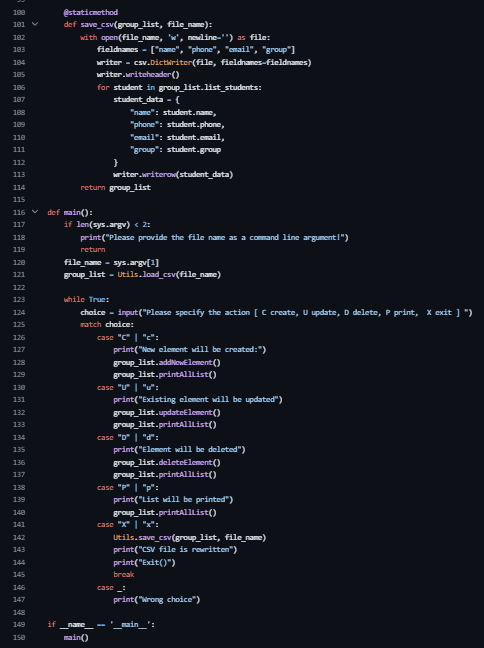 100 @staticmethod
101 def save_csv(group_list, file_name):
102 with open(file_name, 'w', newline='') as file:
103 fieldnames = ["name", "phone", "email", "group"]
104 writer = csv.DictWriter(file, fieldnames=fieldnames)
105 writer.writeheader()
106 for student in group_list.list_students:
107 student_data = {
108 "name": student.name,
109 "phone": student.phone,
110 "email": student.email,
111 "group": student.group
112 }
113 writer.writerow(student_data)
114 return group_list
115
116 def main():
117 if len(sys.argv) < 2:
118 print("Please provide the file name as a command line argument!")
119 return
120 file_name = sys.argv[1]
121 group_list = Utils.load_csv(file_name)
122
123 while True:
124 choice = input("Please specify the action [ C create, U update, D delete, P print,  X exit ] ")
125 match choice:
126 case "C" | "c":
127 print("New element will be created:")
128 group_list.addNewElement()
129 group_list.printAllList()
130 case "U" | "u":
131 print("Existing element will be updated")
132 group_list.updateElement()
133 group_list.printAllList()
134 case "D" | "d":
135 print("Element will be deleted")
136 group_list.deleteElement()
137 group_list.printAllList()
138 case "P" | "p":
139 print("List will be printed")
140 group_list.printAllList()
141 case "X" | "x":
142 Utils.save_csv(group_list, file_name)
143 print("CSV file is rewritten")
144 print("Exit()")
145 break
146 case _:
147 print("Wrong choice")
148
149 if __name__ == '__main__':
150 main()